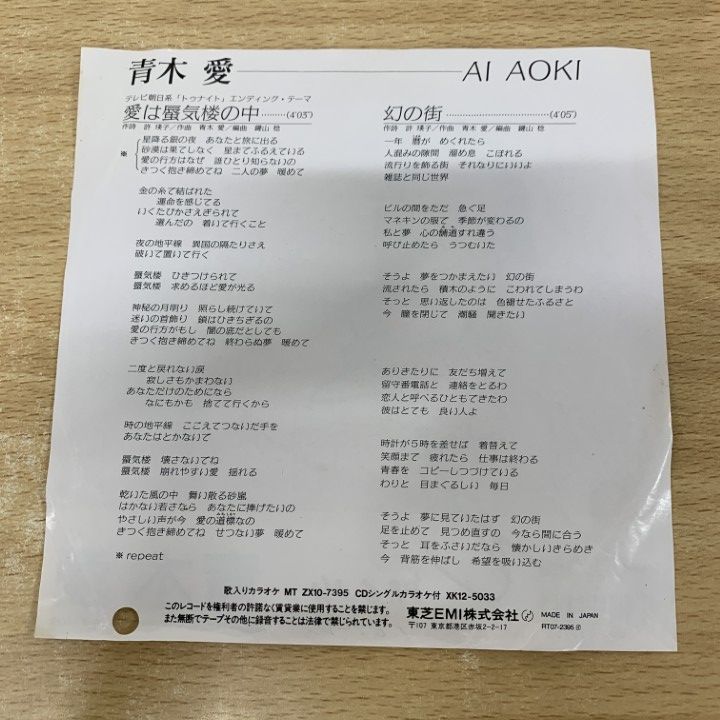 青木 愛
AI AOKI
テレビ朝日系「トゥナイト」エンディング・テーマ
愛は蜃気楼の中………(4'03")
作詩 許 瑛子/作曲 青木 愛/編曲 鏑山 稔
※
星降る銀の夜 あなたと旅に出る
砂漠は果てしなく 星までふるえている
愛の行方はなぜ 誰ひとり知らないの
きつく抱き締めてね 二人の夢 暖めて
金の糸で結ばれた
運命を感じてる
いくたびかさえぎられて
選んだの 着いて行くこと
夜の地平線 異国の隔たりさえ
破いて置いて行く
蜃気楼 ひきつけられて
蜃気楼 求めるほど愛が光る
神秘の月明り 照らし続けていて
迷いの首飾り 鎖はひきちぎるの
愛の行方がもし 闇の底だとしても
きつく抱き締めてね 終わらぬ夢 暖めて
二度と戻れない涙
寂しさもかまわない
あなただけのためになら
なにもかも 捨てて行くから
時の地平線 ここえてつないだ手を
あなたはとかないで
蜃気楼 壊さないでね
蜃気楼 崩れやすい愛 揺れる
乾いた風の中 舞い散る砂嵐
はかない若さなら あなたに捧げたいの
やさしい声が今 愛の道標なの
きつく抱き締めてね せつない夢 暖めて
※ repeat
幻の街………(4'05")
作詩 許 瑛子/作曲 青木 愛/編曲 鏑山 稔
一年 暦が めくれたら
人混みの隙間 溜め息 こぼれる
流行りを飾る街 それなりにいいよ
雑誌と同じ世界
ビルの間をただ 急ぐ足
マネキンの服で 季節が変わるの
私と夢 心の舗道すれ違う
呼び止めたら うつむいた
そうよ 夢をつかまえたい 幻の街
流されたら 積木のように こわれてしまうわ
そっと 思い返したのは 色褪せたふるさと
今 瞳を閉じて 潮騒 聞きたい
ありきたりに 友だち増えて
留守番電話と 連絡をとるわ
恋人と呼べるひともできたわ
彼はとても 良い人よ
時計が5時を差せば 着替えて
笑顔まで 疲れたら 仕事は終わる
青春を コピーしつづけている
わりと 目まぐるしい 毎日
そうよ 夢に見ていたはず 幻の街
足を止めて 見つめ直すの 今なら間に合う
そっと 耳をふさいだなら 懐かしいきらめき
今 背筋を伸ばし 希望を吸い込む
歌入りカラオケ MT ZX10-7395 CDシングルカラオケ付 XK12-5033
このレコードを権利者の許諾なく賃貸業に使用することを禁じます。
また無断でテープその他に録音することは法律で禁じられています。
東芝EMI株式会社
〒107 東京都港区赤坂2-2-17
MADE IN JAPAN
RT07-2395